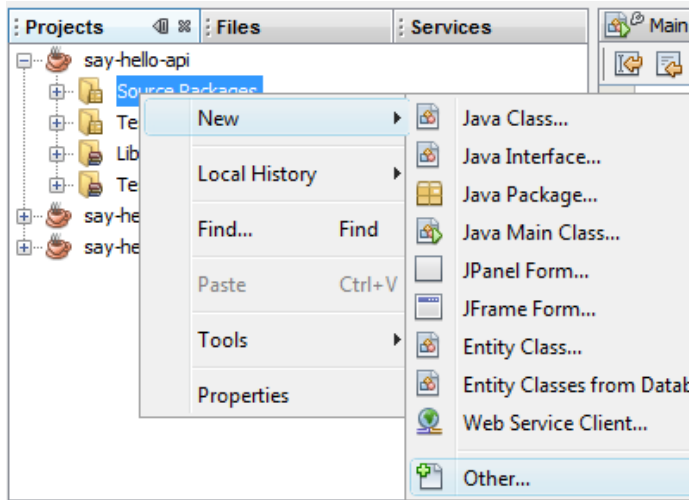 Projects
Files
Services
Main
say-hello-api
Source Packages
New
Local History
Find... Find
Paste Ctrl+V
Tools
Properties
Te
Lib
Te
say-he
say-he
Java Class...
Java Interface...
Java Package...
Java Main Class...
JPanel Form...
JFrame Form...
Entity Class...
Entity Classes from Datab
Web Service Client...
Other...